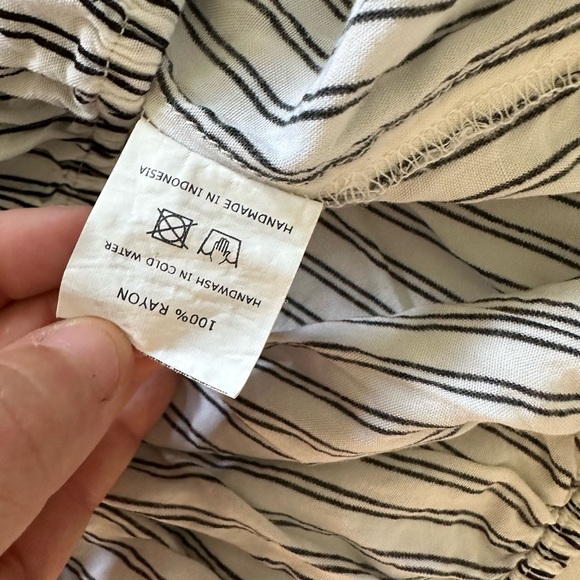 100% RAYON
HANDWASH IN COLD WATER
HANDMADE IN INDONESIA